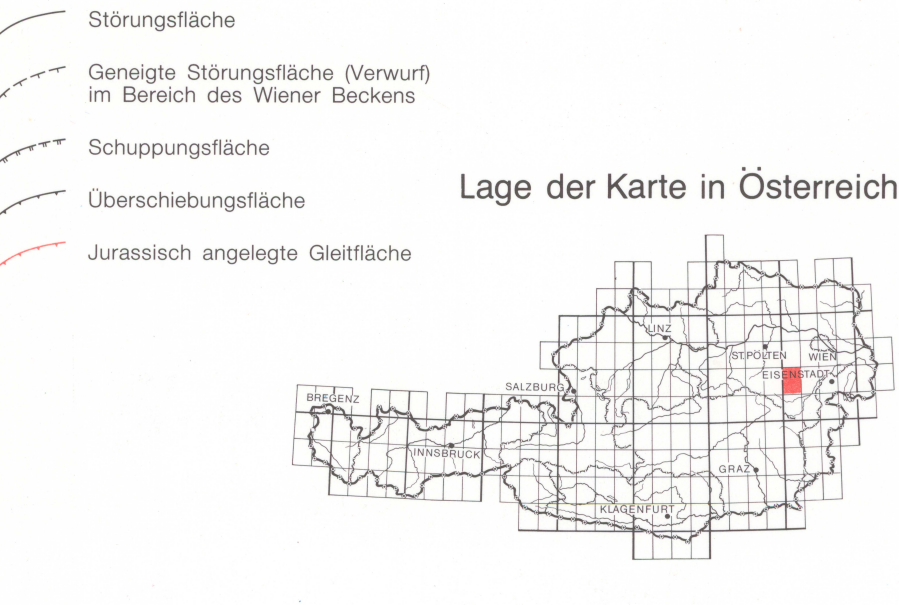 Störungsfläche
Geneigte Störungsfläche (Verwurf)
im Bereich des Wiener Beckens
Schuppungsfläche
Überschiebungsfläche
Jurassisch angelegte Gleitfläche
Lage der Karte in Österreich
LINZ
ST.PÖLTEN
WIEN
EISENSTADT
SALZBURG
BREGENZ
INNSBRUCK
GRAZ
KLAGENFURT